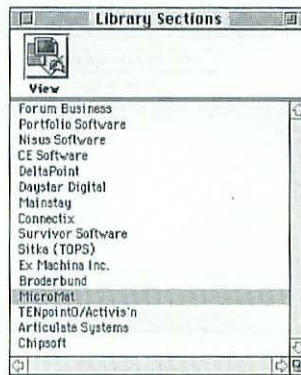 Library Sections
View
Forum Business
Portfolio Software
Nisus Software
CE Software
DeltaPoint
Daystar Digital
Mainstay
Connectix
Survivor Software
Sitka (TOPS)
Ex Machina Inc.
Broderbund
MicroMat
TENpointO/Activis'n
Articulate Systems
Chipsoft